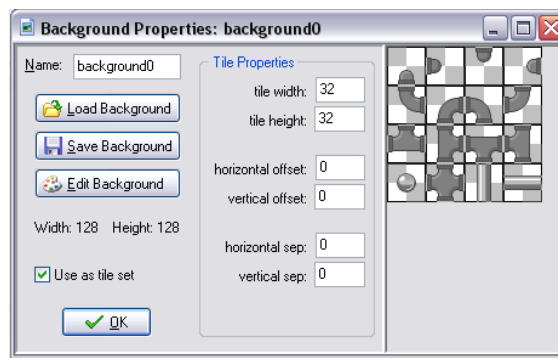 Background Properties: background0
Name: background0
Load Background
Save Background
Edit Background
Width: 128 Height: 128
Use as tile set
OK
Tile Properties
tile width: 32
tile height: 32
horizontal offset: 0
vertical offset: 0
horizontal sep: 0
vertical sep: 0